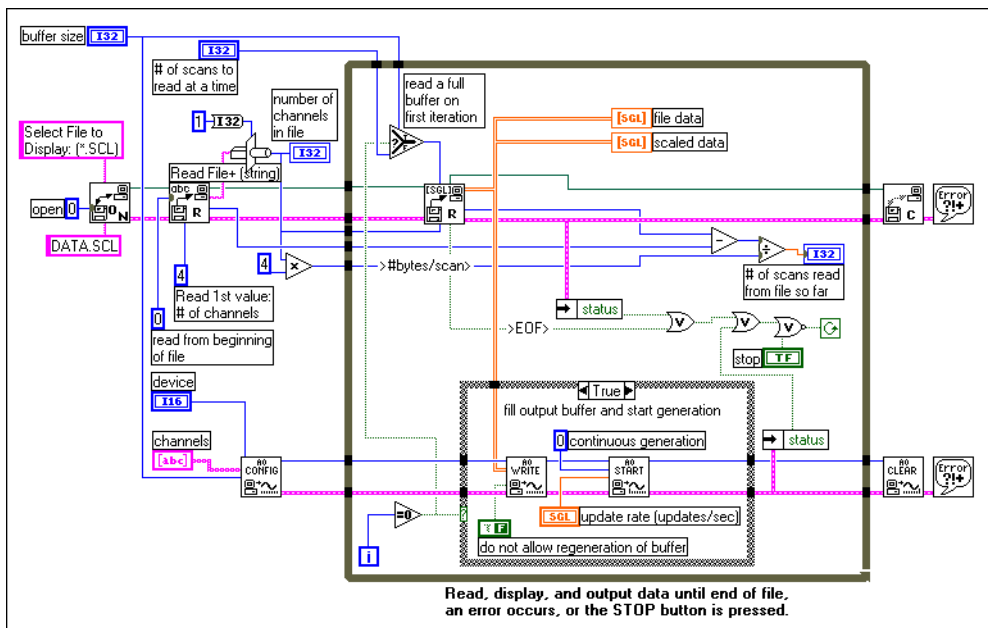 buffer size
I32
I32
# of scans to
read at a time
read a full
buffer on
first iteration
number of
channels
in file
1
I32
I32
[SGL]
file data
[SGL]
scaled data
Select File to
Display: (*.SCL)
Read File+ (string)
?
F
open
0
O
N
abc
R
[SGL]
R
C
Error
?!+
DATA.SCL
4
4
x
>#bytes/scan>
−
÷
I32
# of scans read
from file so far
Read 1st value:
# of channels
0
read from beginning
of file
status
>EOF>
V
V
V
stop
TF
device
I16
True
fill output buffer and start generation
channels
[abc]
0
continuous generation
status
AO
CONFIG
AO
WRITE
AO
START
AO
CLEAR
Error
?!+
=0
?
i
SGL
update rate (updates/sec)
F
do not allow regeneration of buffer
Read, display, and output data until end of file,
an error occurs, or the STOP button is pressed.